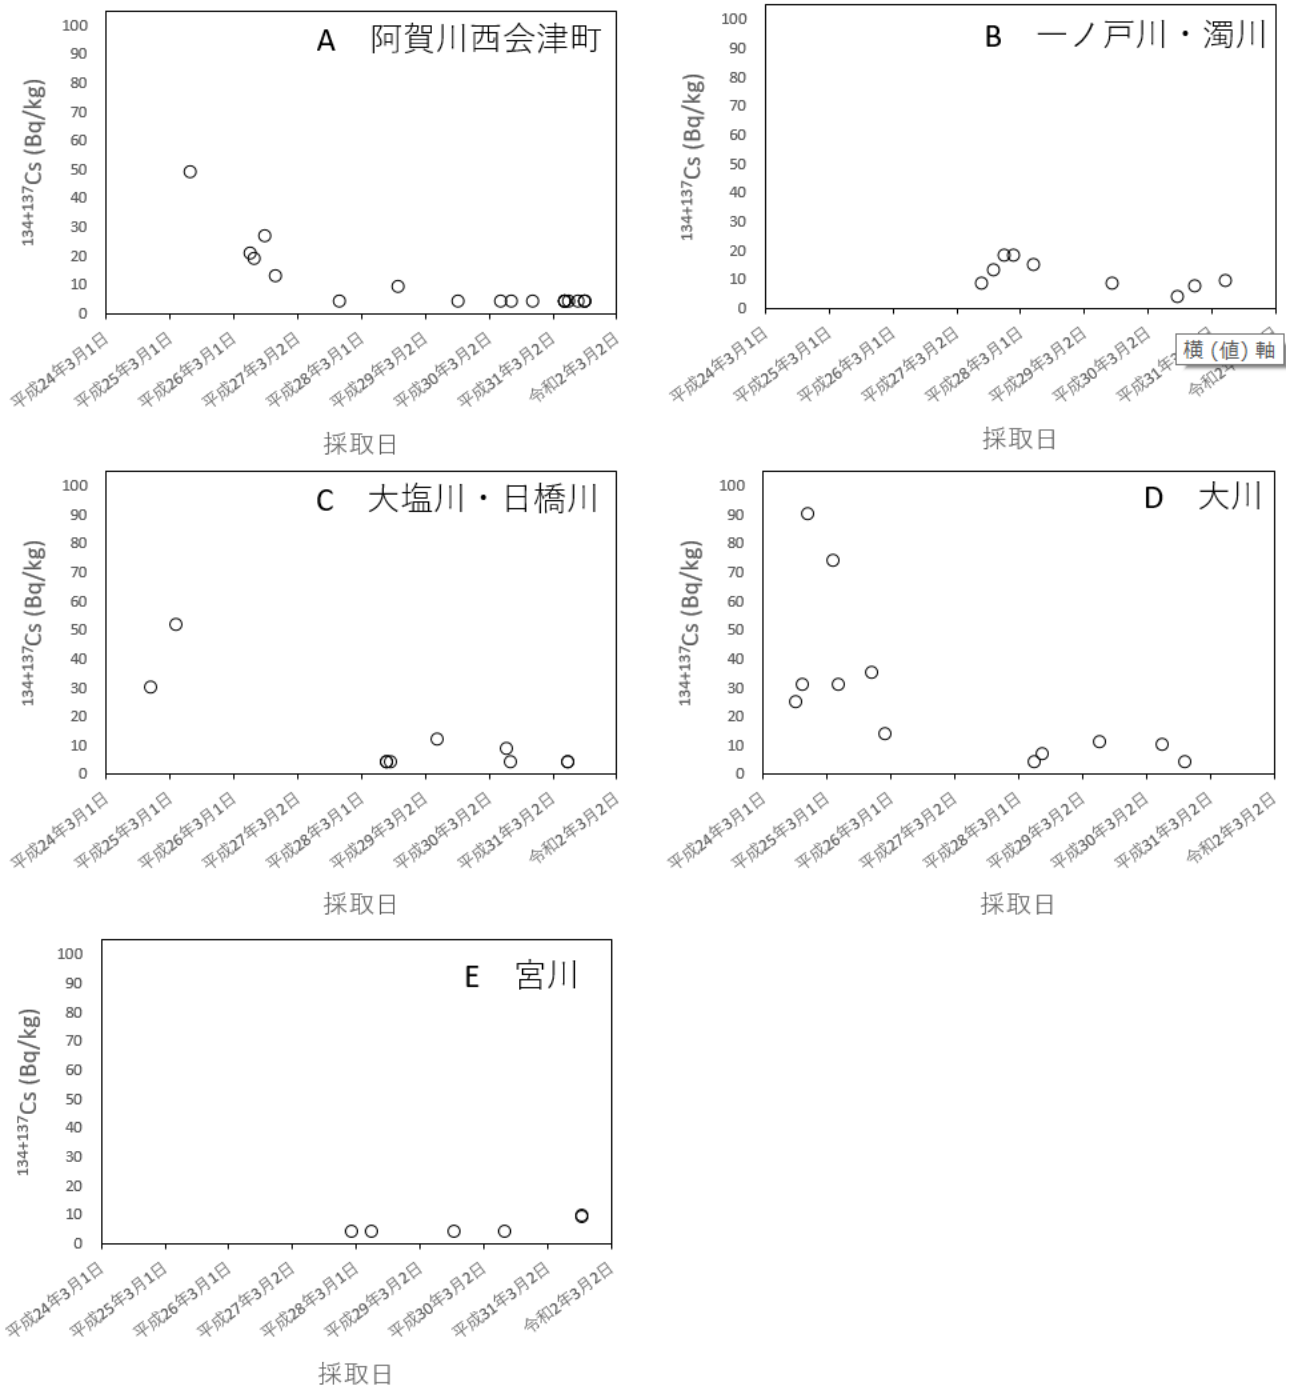 A 阿賀川西会津町
100
90
80
70
60
50
40
30
20
10
0
134+137Cs (Bq/kg)
平成24年3月1日
平成25年3月1日
平成26年3月1日
平成27年3月2日
平成28年3月1日
平成29年3月2日
平成30年3月2日
平成31年3月2日
令和2年3月2日
採取日
B 一ノ戸川・濁川
100
90
80
70
60
50
40
30
20
10
0
134+137Cs (Bq/kg)
平成24年3月1日
平成25年3月1日
平成26年3月1日
平成27年3月2日
平成28年3月1日
平成29年3月2日
平成30年3月2日
平成31年3
令和2年
横 (値) 軸
採取日
C 大塩川・日橋川
100
90
80
70
60
50
40
30
20
10
0
134+137Cs (Bq/kg)
平成24年3月1日
平成25年3月1日
平成26年3月1日
平成27年3月2日
平成28年3月1日
平成29年3月2日
平成30年3月2日
平成31年3月2日
令和2年3月2日
採取日
D 大川
100
90
80
70
60
50
40
30
20
10
0
134+137Cs (Bq/kg)
平成24年3月1日
平成25年3月1日
平成26年3月1日
平成27年3月2日
平成28年3月1日
平成29年3月2日
平成30年3月2日
平成31年3月2日
令和2年3月2日
採取日
E 宮川
100
90
80
70
60
50
40
30
20
10
0
134+137Cs (Bq/kg)
平成24年3月1日
平成25年3月1日
平成26年3月1日
平成27年3月2日
平成28年3月1日
平成29年3月2日
平成30年3月2日
平成31年3月2日
令和2年3月2日
採取日